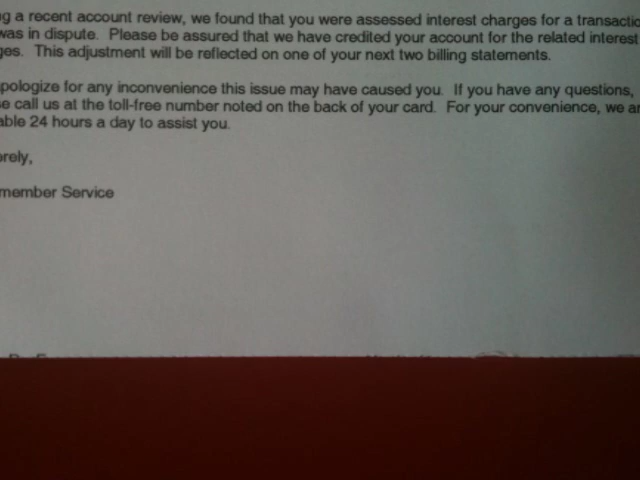 g a recent account review, we found that you were assessed interest charges for a transactio
was in dispute. Please be assured that we have credited your account for the related interest
ges. This adjustment will be reflected on one of your next two billing statements.
pologize for any inconvenience this issue may have caused you. If you have any questions,
e call us at the toll-free number noted on the back of your card. For your convenience, we ar
able 24 hours a day to assist you.
erely,
member Service